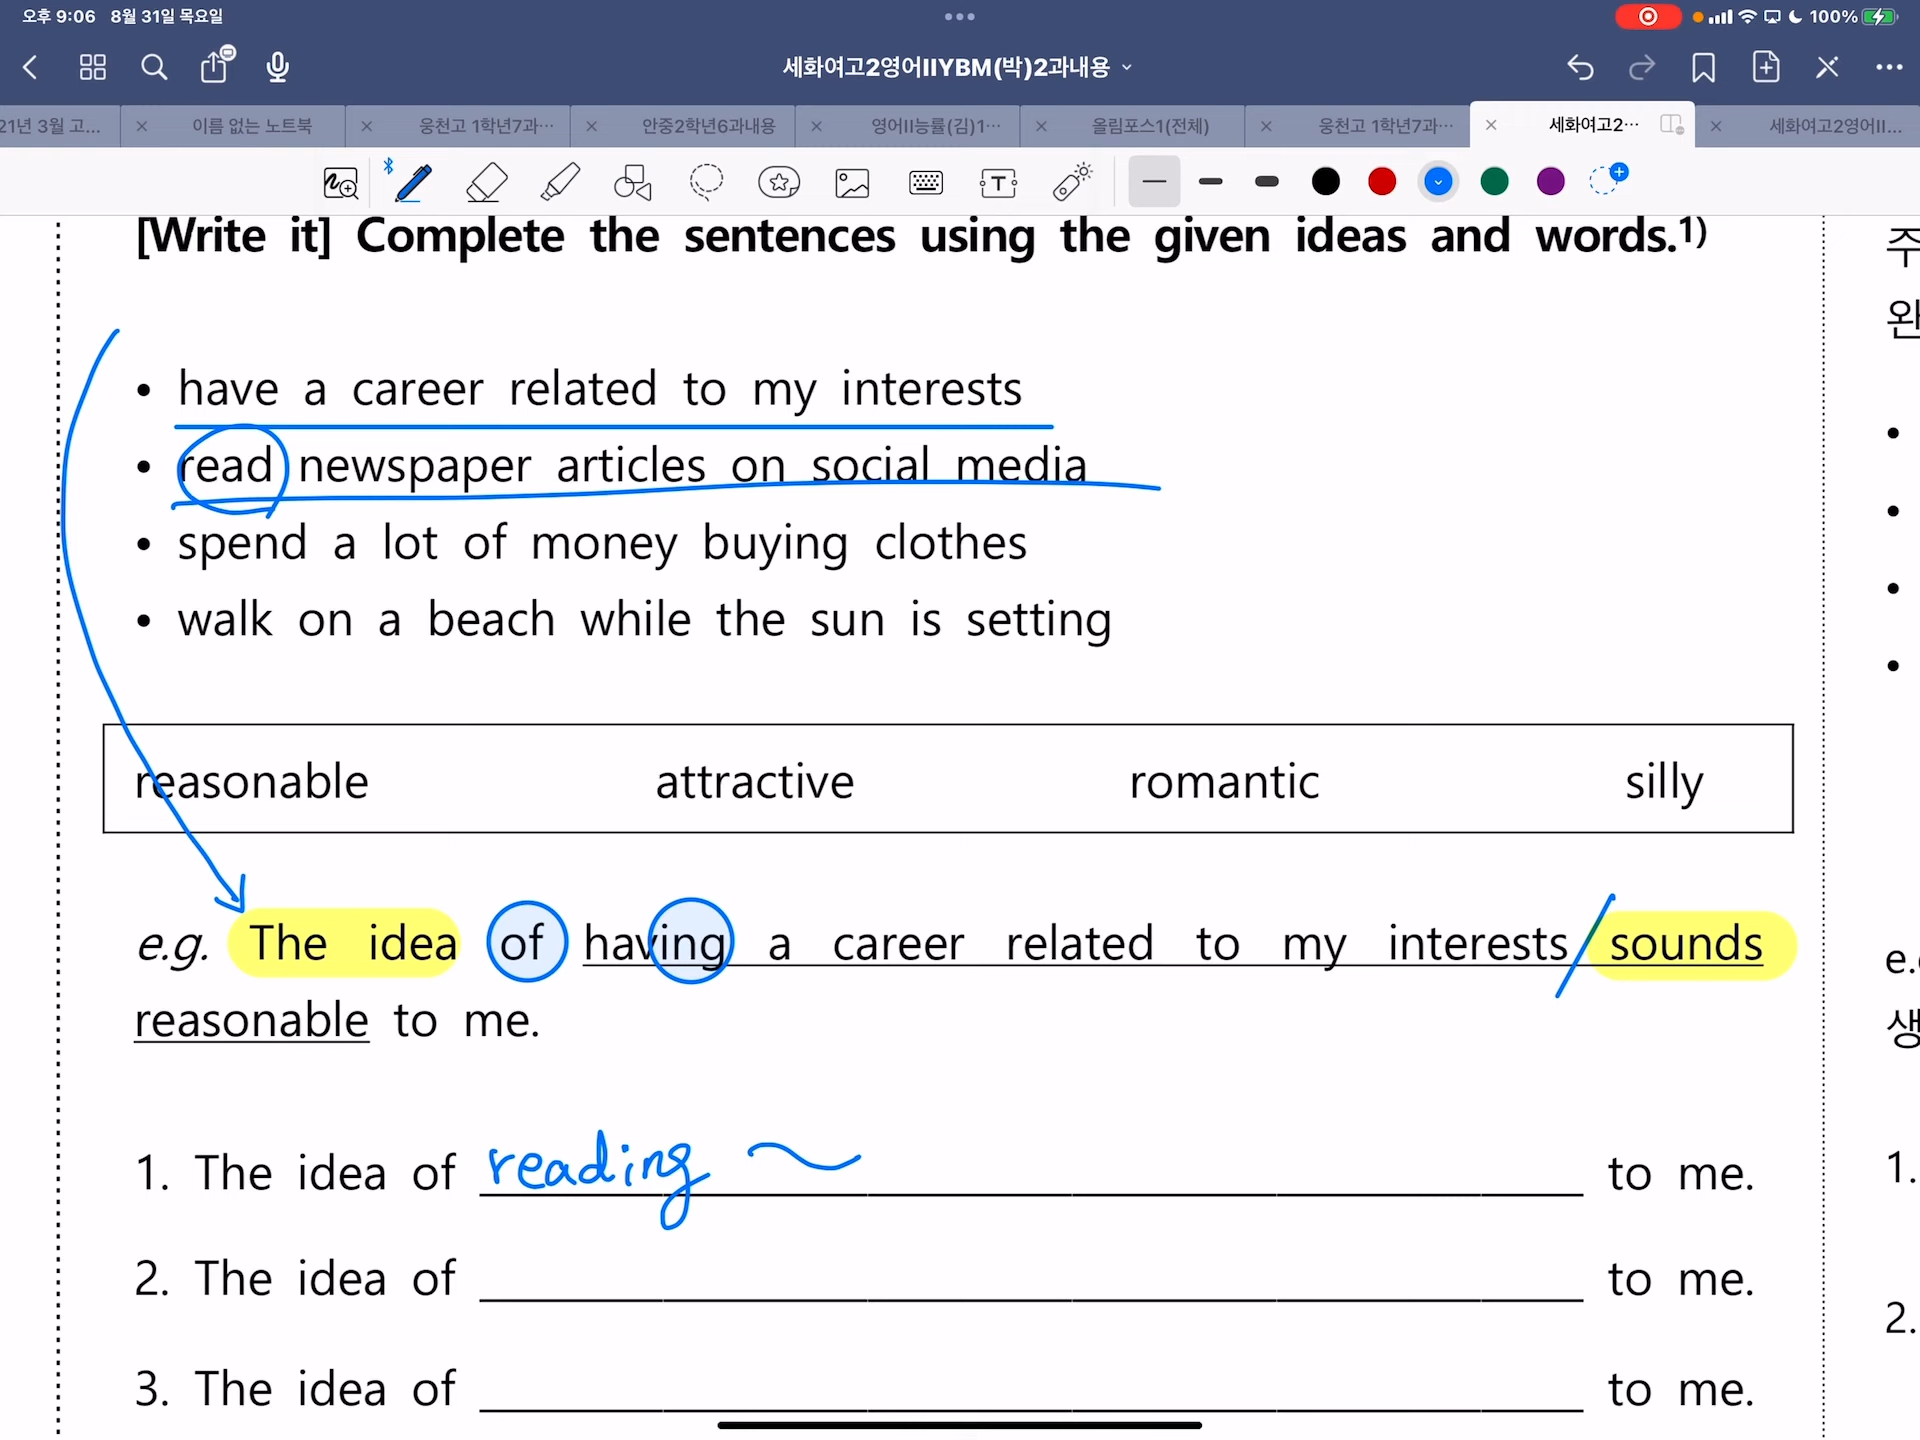 오후 9:06 8월 31일 목요일 100%
세화여고2영어IIYBM(박)2과내용
21년 3월 고... 이름 없는 노트북 웅천고 1학년7과··· 안중2학년6과내용 영어II능률(김)1··· 올림포스1(전체) 웅천고 1학년7과··· 세화여고2··· 세화여고2영어II...
[Write it] Complete the sentences using the given ideas and words.1)
• have a career related to my interests
• read newspaper articles on social media
• spend a lot of money buying clothes
• walk on a beach while the sun is setting
reasonable attractive romantic silly
e.g. The idea of having a career related to my interests / sounds
reasonable to me.
1. The idea of reading ~ to me.
2. The idea of to me.
3. The idea of to me.
주
•
•
•
•
생
1.
2.